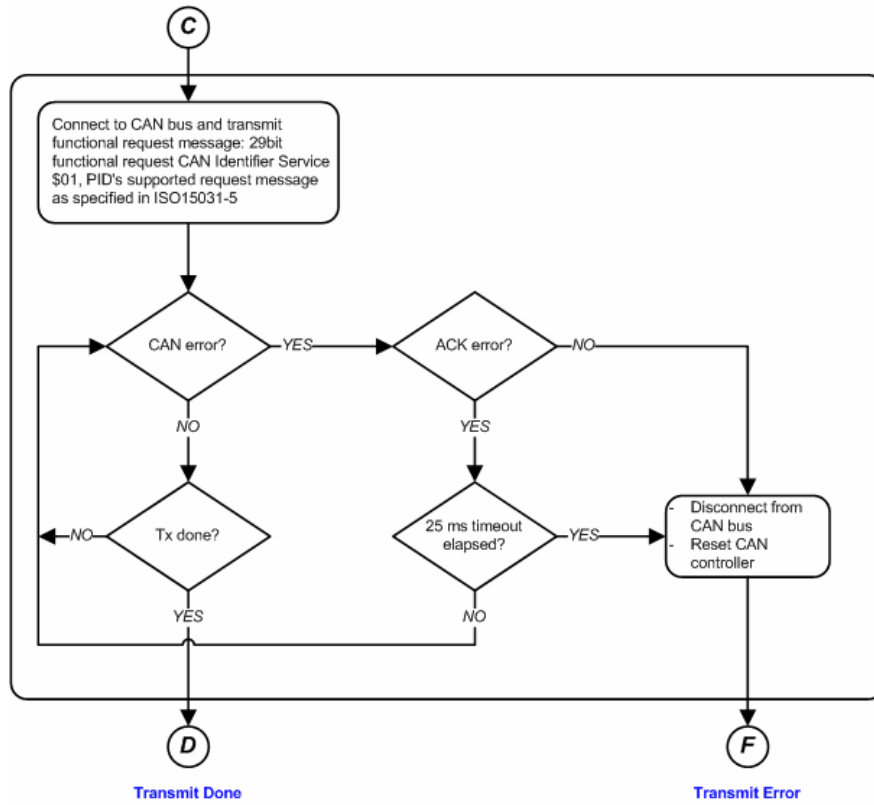 C
Connect to CAN bus and transmit
functional request message: 29bit
functional request CAN Identifier Service
$01, PID's supported request message
as specified in ISO15031-5
CAN error?
YES
ACK error?
NO
NO
YES
NO
Tx done?
25 ms timeout
elapsed?
YES
- Disconnect from
CAN bus
- Reset CAN
controller
YES
NO
D
F
Transmit Done
Transmit Error